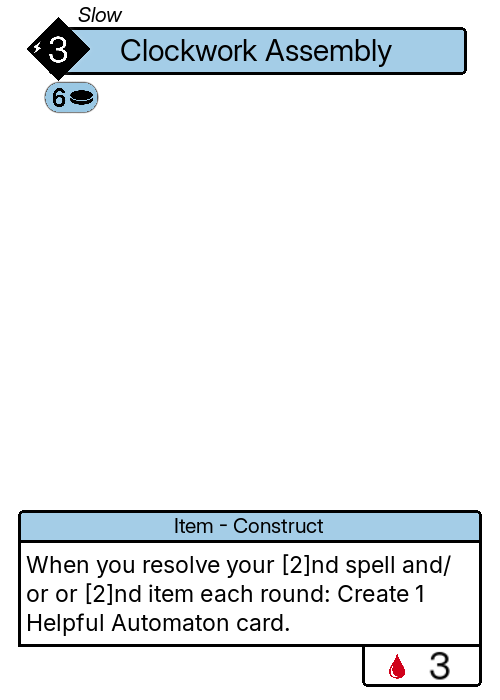 Slow
3
Clockwork Assembly
6
Item - Construct
When you resolve your [2]nd spell and/
or or [2]nd item each round: Create 1
Helpful Automaton card.
3